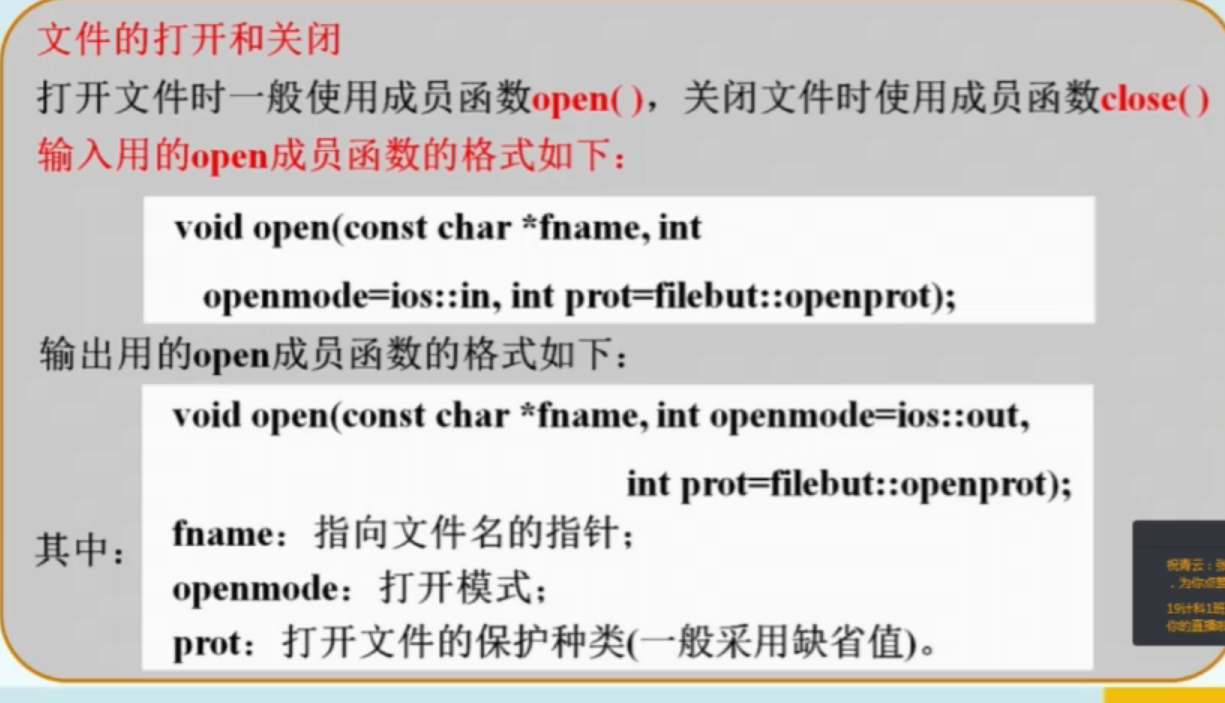 文件的打开和关闭
打开文件时一般使用成员函数open( )，关闭文件时使用成员函数close( )
输入用的open成员函数的格式如下：
void open(const char *fname, int
openmode=ios::in, int prot=filebut::openprot);
输出用的open成员函数的格式如下：
void open(const char *fname, int openmode=ios::out,
int prot=filebut::openprot);
其中：
fname：指向文件名的指针；
openmode：打开模式；
prot：打开文件的保护种类(一般采用缺省值)。
祝青云：张
，为你点赞
19计科1班
你的直播